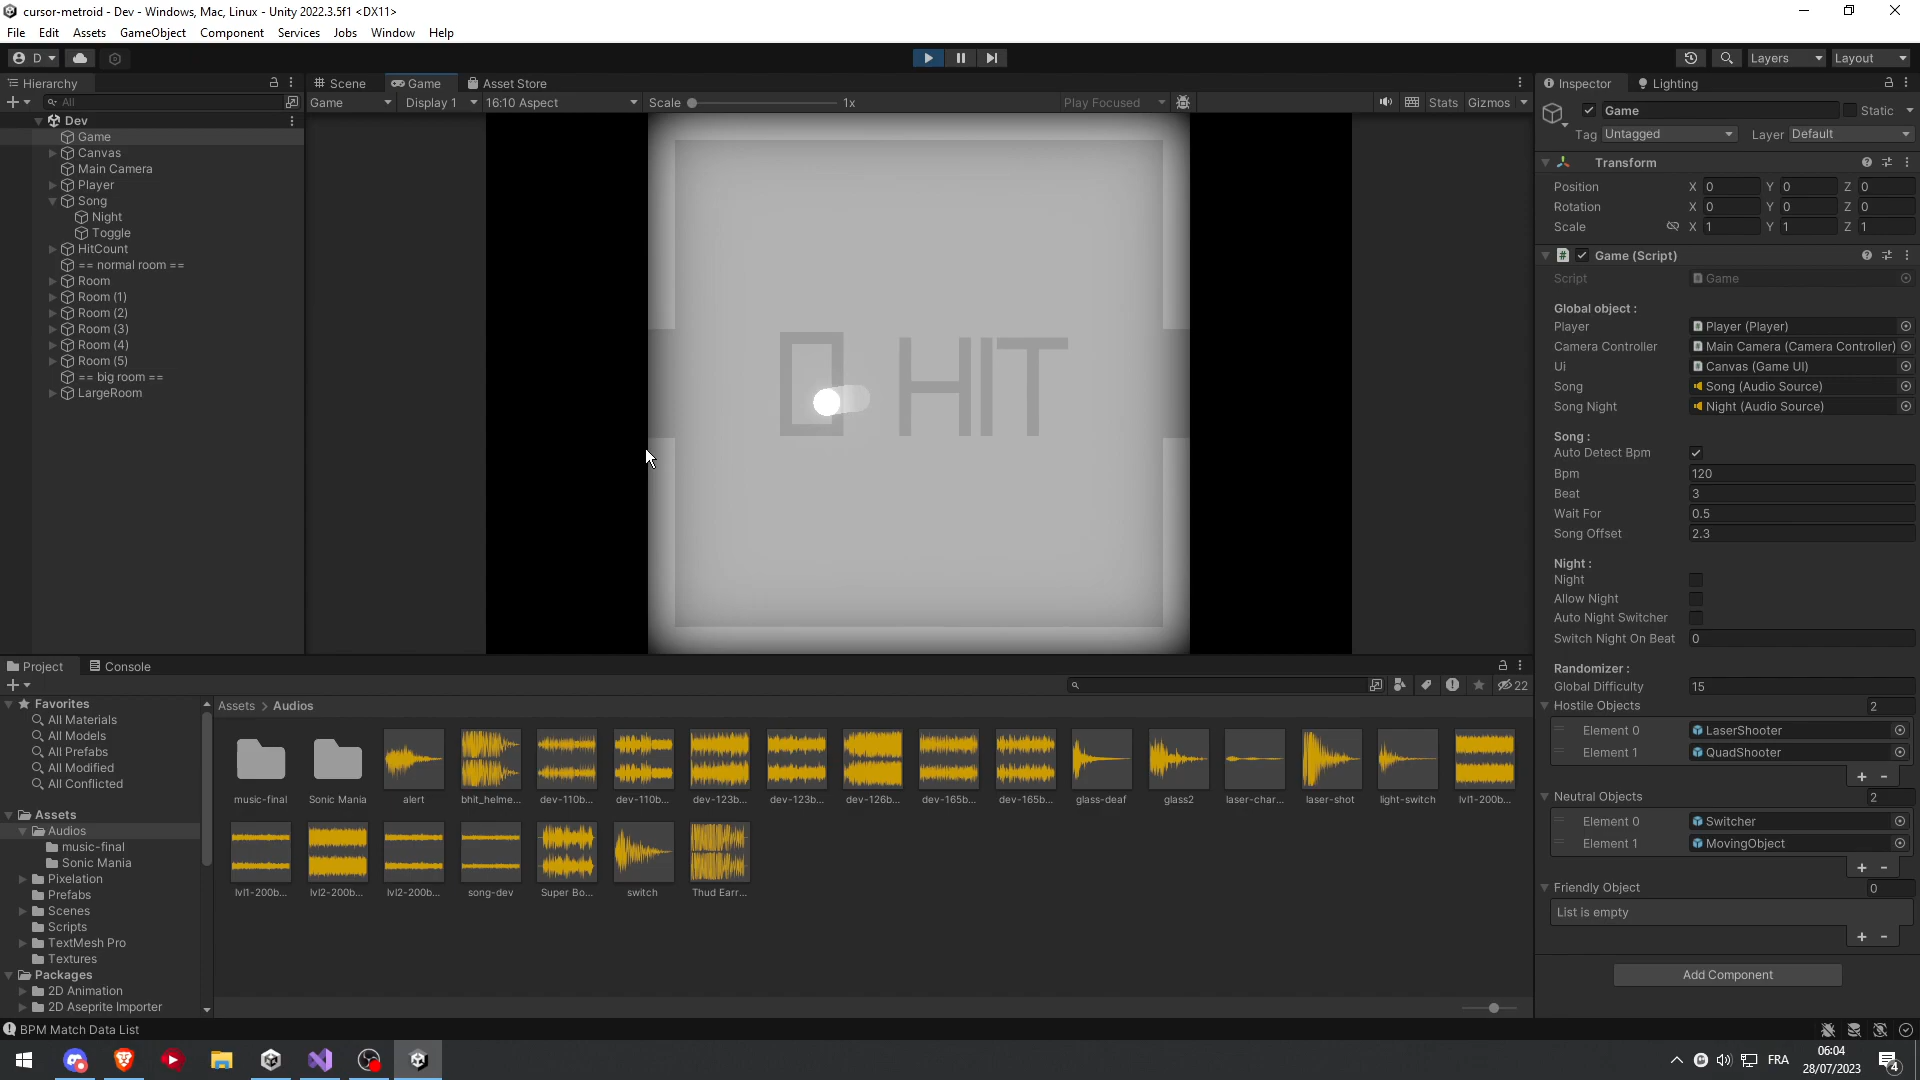 cursor-metroid - Dev - Windows, Mac, Linux - Unity 2022.3.5f1 <DX11>
File Edit Assets GameObject Component Services Jobs Window Help
D
Layers Layout
Hierarchy
All
Dev
Game
Canvas
Main Camera
Player
Song
Night
Toggle
HitCount
== normal room ==
Room
Room (1)
Room (2)
Room (3)
Room (4)
Room (5)
== big room ==
LargeRoom
Scene Game Asset Store
Game Display 1 16:10 Aspect Scale 1x Play Focused Stats Gizmos
0 HIT
Inspector Lighting
Game Static
Tag Untagged Layer Default
Transform
Position X 0 Y 0 Z 0
Rotation X 0 Y 0 Z 0
Scale X 1 Y 1 Z 1
# Game (Script)
Script Game
Global object :
Player Player (Player)
Camera Controller Main Camera (Camera Controller)
Ui Canvas (Game UI)
Song Song (Audio Source)
Song Night Night (Audio Source)
Song :
Auto Detect Bpm
Bpm 120
Beat 3
Wait For 0.5
Song Offset 2.3
Night :
Night
Allow Night
Auto Night Switcher
Switch Night On Beat 0
Randomizer :
Global Difficulty 15
Hostile Objects 2
Element 0 LaserShooter
Element 1 QuadShooter
+ -
Neutral Objects 2
Element 0 Switcher
Element 1 MovingObject
+ -
Friendly Object 0
List is empty
+ -
Add Component
Project Console
22
Favorites
All Materials
All Models
All Prefabs
All Modified
All Conflicted
Assets
Audios
music-final
Sonic Mania
Pixelation
Prefabs
Scenes
Scripts
TextMesh Pro
Textures
Packages
2D Animation
2D Aseprite Importer
Assets > Audios
music-final Sonic Mania alert bhit_helme... dev-110b... dev-110b... dev-123b... dev-123b... dev-126b... dev-165b... dev-165b... glass-deaf glass2 laser-char... laser-shot light-switch lvl1-200b...
lvl1-200b... lvl2-200b... lvl2-200b... song-dev Super Bo... switch Thud Earr...
BPM Match Data List
FRA
06:04
28/07/2023
4